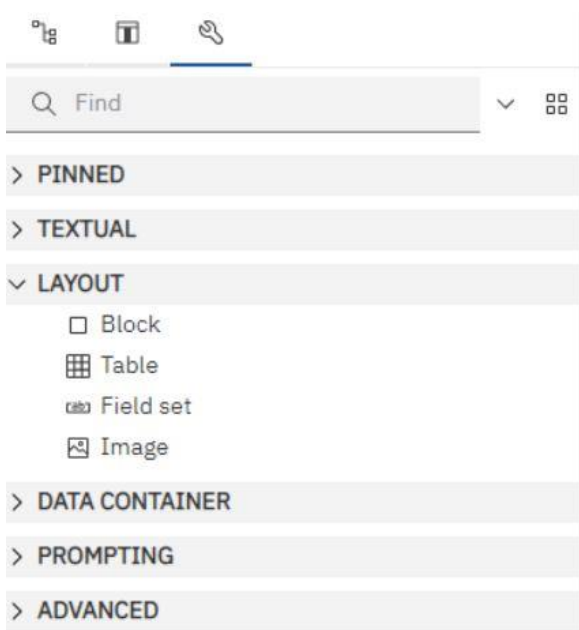 Find
PINNED
TEXTUAL
LAYOUT
Block
Table
Field set
Image
DATA CONTAINER
PROMPTING
ADVANCED